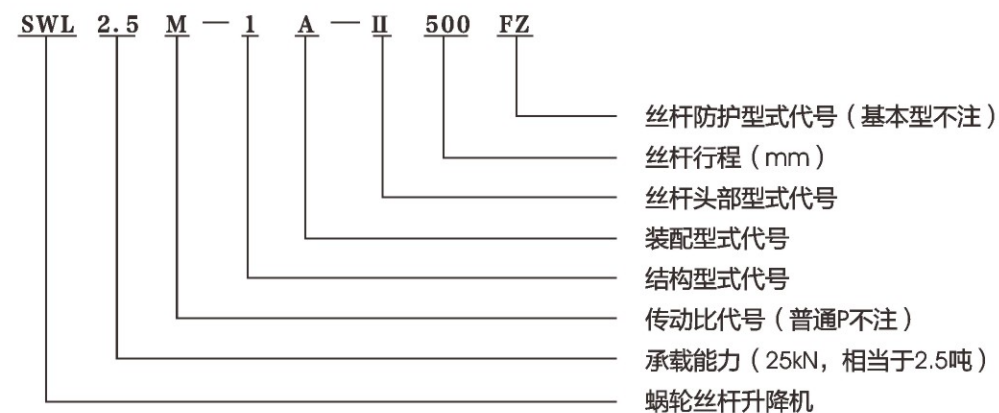 SWL 2.5 M — 1 A — II 500 FZ
丝杆防护型式代号（基本型不注）
丝杆行程（mm）
丝杆头部型式代号
装配型式代号
结构型式代号
传动比代号（普通P不注）
承载能力（25kN，相当于2.5吨）
蜗轮丝杆升降机